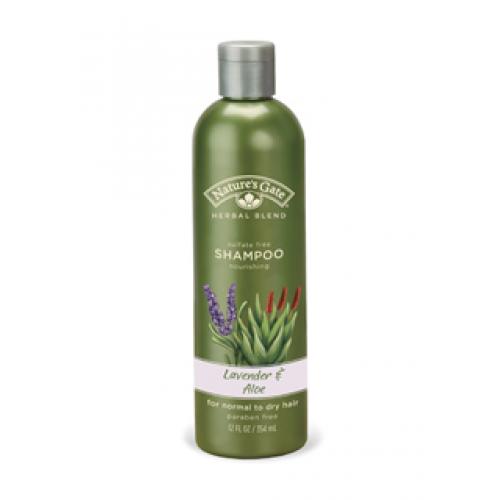 Nature's Gate
HERBAL BLEND
sulfate free
SHAMPOO
nourishing
Lavender &
Aloe
for normal to dry hair
paraben free
12 FL OZ / 354 mL